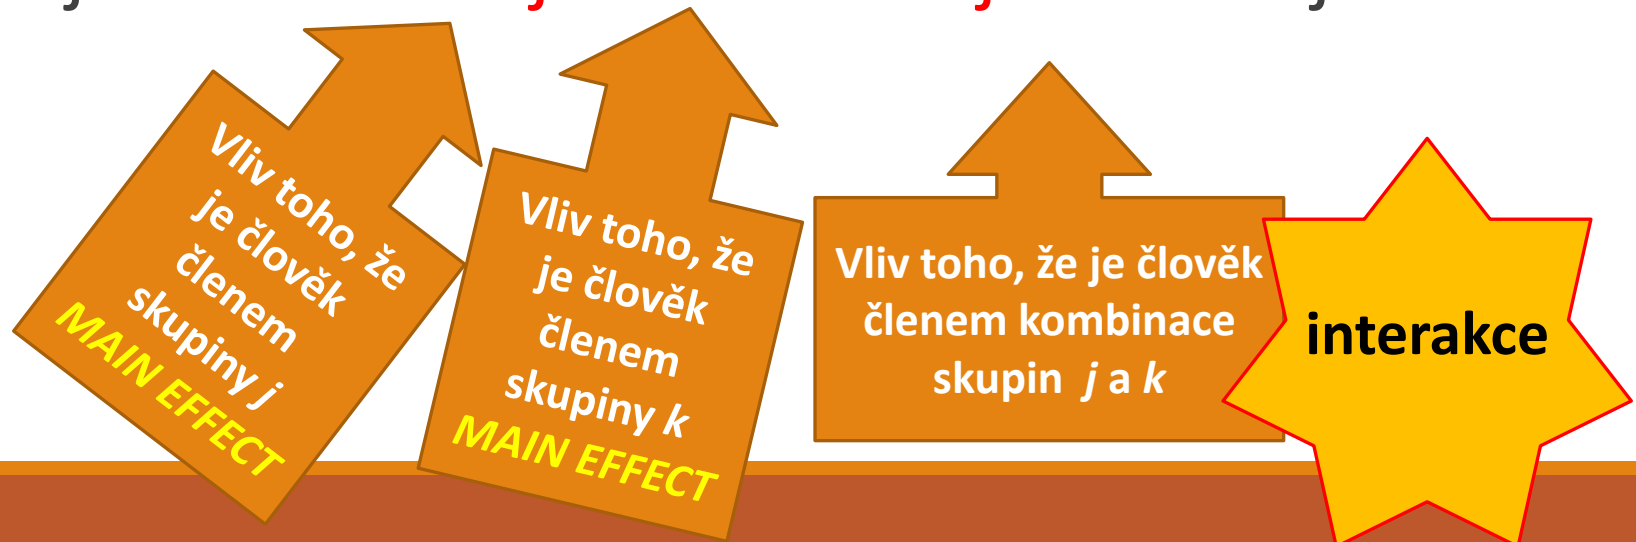 Vliv toho, že
je člověk
členem
skupiny j
MAIN EFFECT
Vliv toho, že
je člověk
členem
skupiny k
MAIN EFFECT
Vliv toho, že je člověk
členem kombinace
skupin j a k
interakce